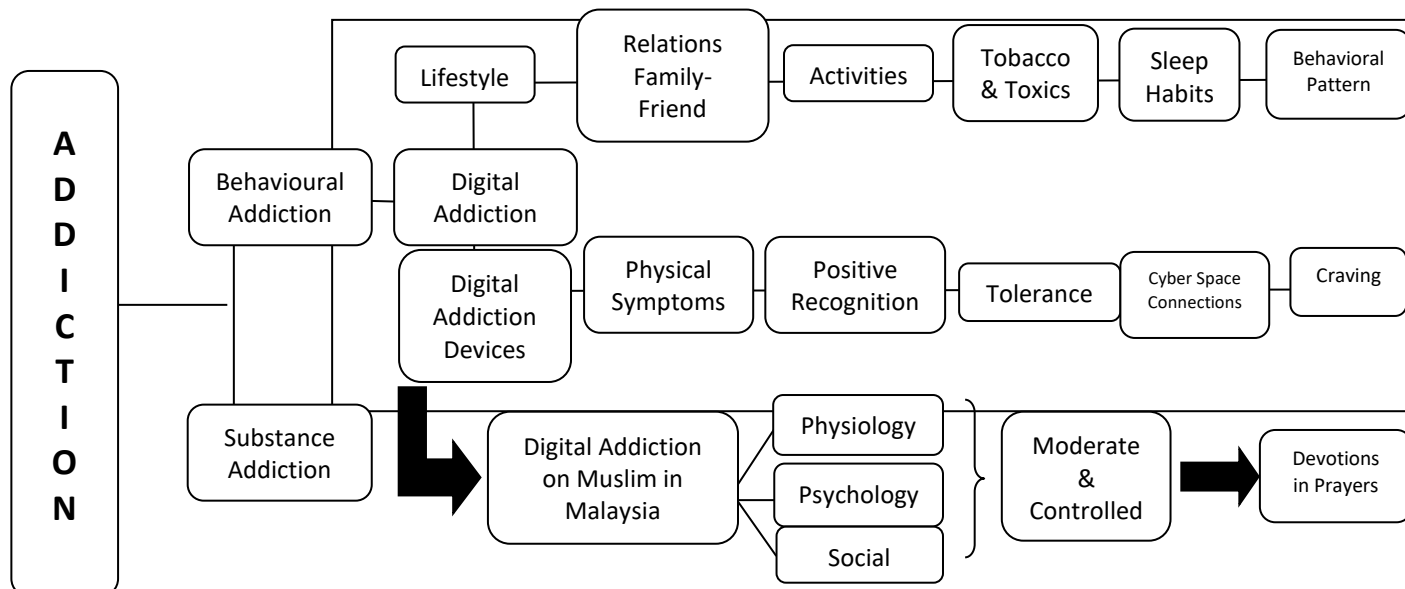 A
D
D
I
C
T
I
O
N
Behavioural
Addiction
Substance
Addiction
Lifestyle
Relations
Family-
Friend
Activities
Tobacco
& Toxics
Sleep
Habits
Behavioral
Pattern
Digital
Addiction
Digital
Addiction
Devices
Physical
Symptoms
Positive
Recognition
Tolerance
Cyber Space
Connections
Craving
Digital Addiction
on Muslim in
Malaysia
Physiology
Psychology
Social
Moderate
&
Controlled
Devotions
in Prayers